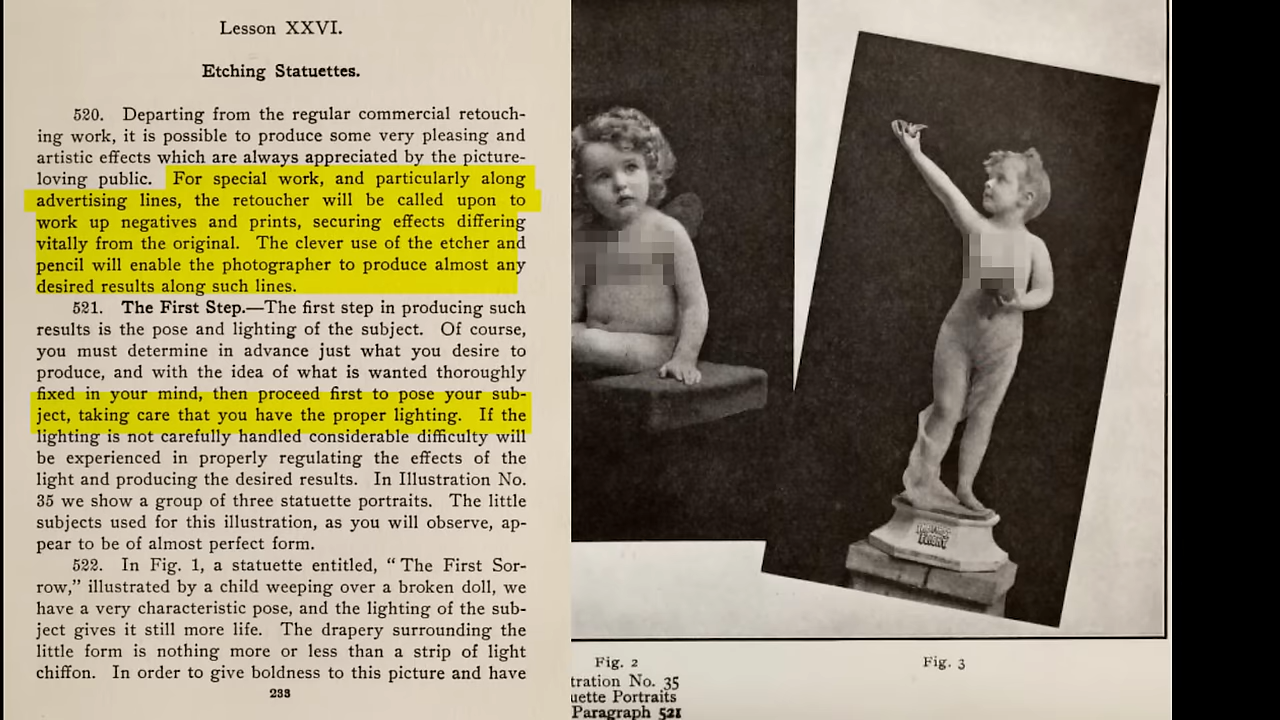 Lesson XXVI.
Etching Statuettes.
520. Departing from the regular commercial retouch-
ing work, it is possible to produce some very pleasing and
artistic effects which are always appreciated by the picture-
loving public. For special work, and particularly along
advertising lines, the retoucher will be called upon to
work up negatives and prints, securing effects differing
vitally from the original. The clever use of the etcher and
pencil will enable the photographer to produce almost any
desired results along such lines.
521. The First Step.—The first step in producing such
results is the pose and lighting of the subject. Of course,
you must determine in advance just what you desire to
produce, and with the idea of what is wanted thoroughly
fixed in your mind, then proceed first to pose your sub-
ject, taking care that you have the proper lighting. If the
lighting is not carefully handled considerable difficulty will
be experienced in properly regulating the effects of the
light and producing the desired results. In Illustration No.
35 we show a group of three statuette portraits. The little
subjects used for this illustration, as you will observe, ap-
pear to be of almost perfect form.
522. In Fig. 1, a statuette entitled, “The First Sor-
row,” illustrated by a child weeping over a broken doll, we
have a very characteristic pose, and the lighting of the sub-
ject gives it still more life. The drapery surrounding the
little form is nothing more or less than a strip of light
chiffon. In order to give boldness to this picture and have
233
Fig. 2
Fig. 3
tration No. 35
uette Portraits
Paragraph 521